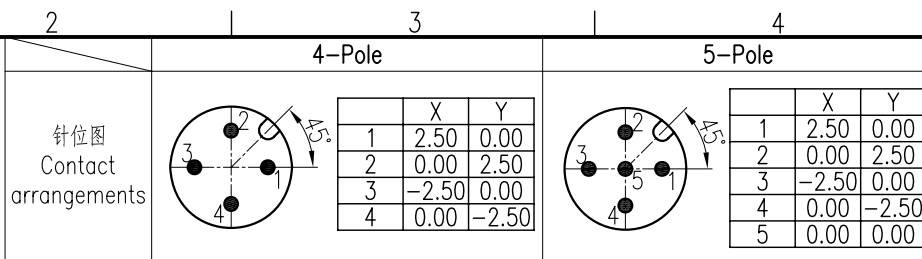 2 3 4
4-Pole 5-Pole
针位图
Contact
arrangements
2
45°
3
1
4
X Y
1 2.50 0.00
2 0.00 2.50
3 -2.50 0.00
4 0.00 -2.50
2
45°
3
5
1
4
X Y
1 2.50 0.00
2 0.00 2.50
3 -2.50 0.00
4 0.00 -2.50
5 0.00 0.00